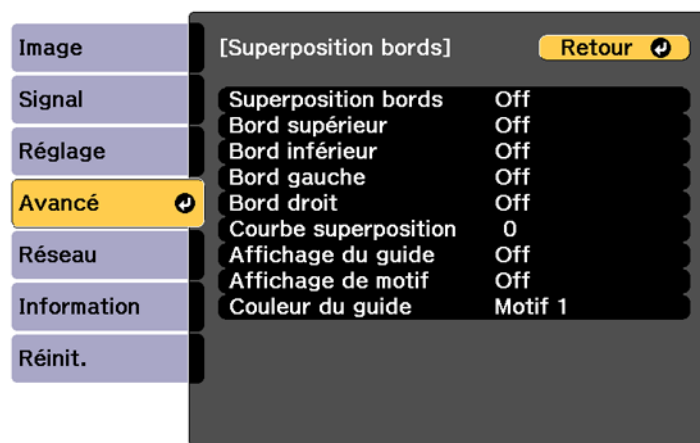 Image
Signal
Réglage
Avancé
Réseau
Information
Réinit.
[Superposition bords] Retour
Superposition bords Off
Bord supérieur Off
Bord inférieur Off
Bord gauche Off
Bord droit Off
Courbe superposition 0
Affichage du guide Off
Affichage de motif Off
Couleur du guide Motif 1